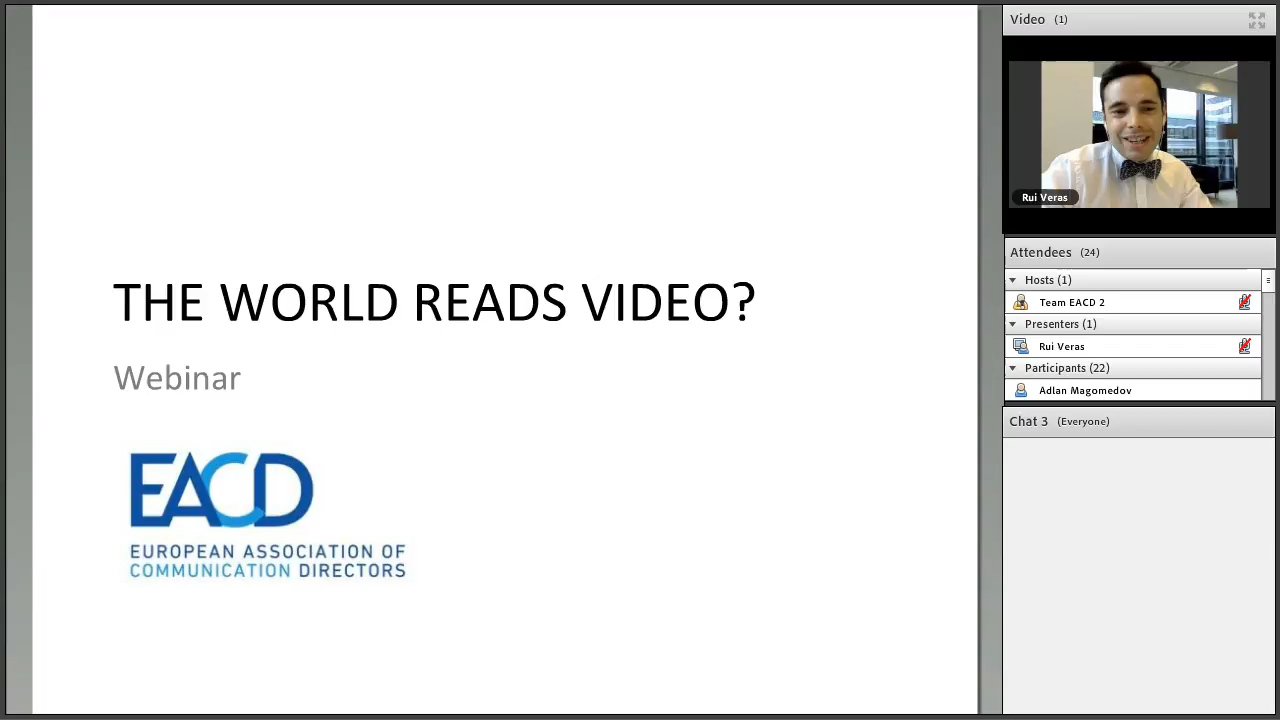 THE WORLD READS VIDEO?
Webinar
EACD
EUROPEAN ASSOCIATION OF
COMMUNICATION DIRECTORS
Video (1)
Rui Veras
Attendees (24)
Hosts (1)
Team EACD 2
Presenters (1)
Rui Veras
Participants (22)
Adlan Magomedov
Chat 3 (Everyone)